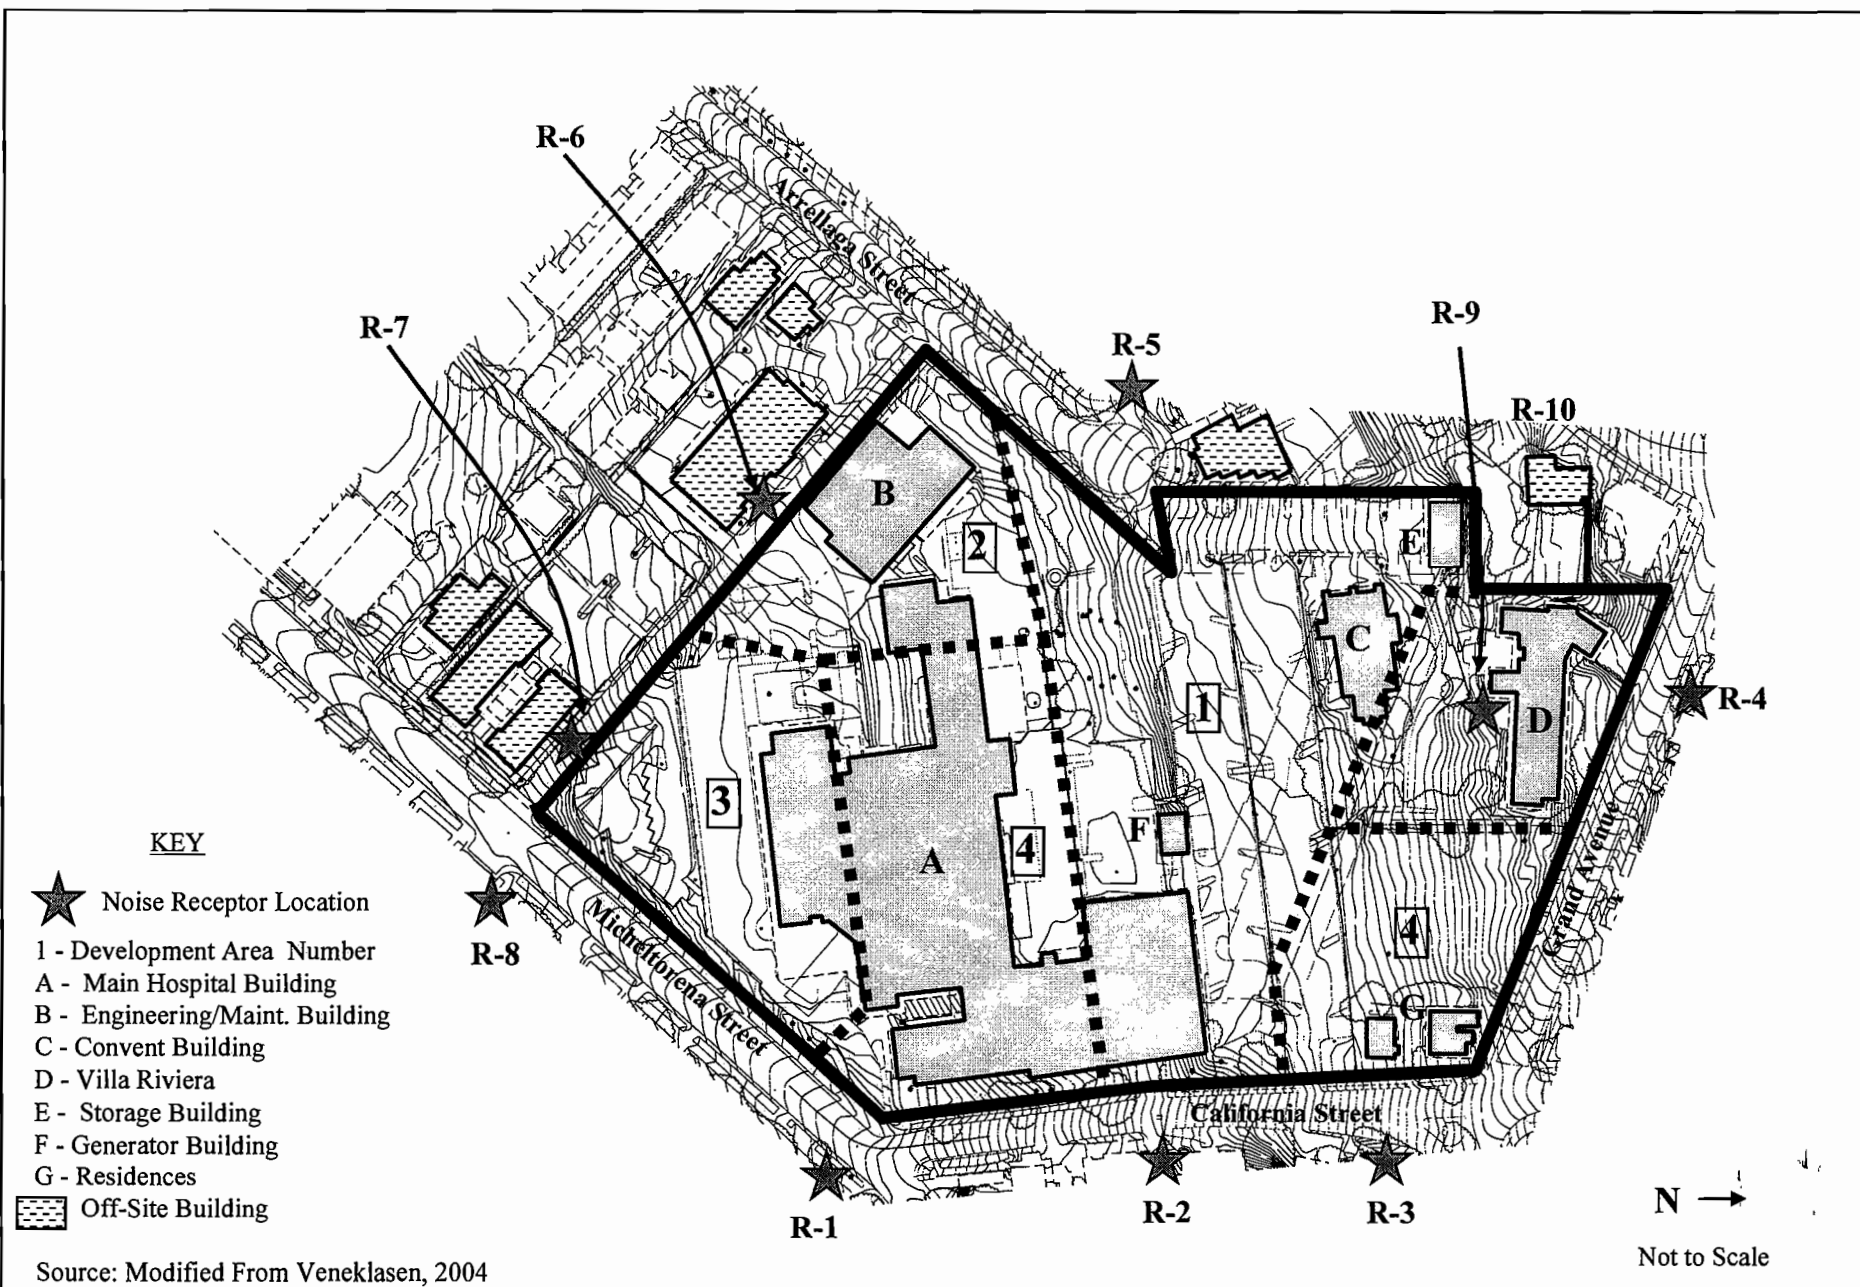 R-6
Arrellaga Street
R-7
R-5
R-9
R-10
B
E
2
C
1
D
R-4
3
F
A
4
4
Grand Avenue
G
R-8
Micheltorena Street
California Street
R-1
R-2
R-3
KEY
Noise Receptor Location
1 - Development Area Number
A - Main Hospital Building
B - Engineering/Maint. Building
C - Convent Building
D - Villa Riviera
E - Storage Building
F - Generator Building
G - Residences
Off-Site Building
Source: Modified From Veneklasen, 2004
N
Not to Scale